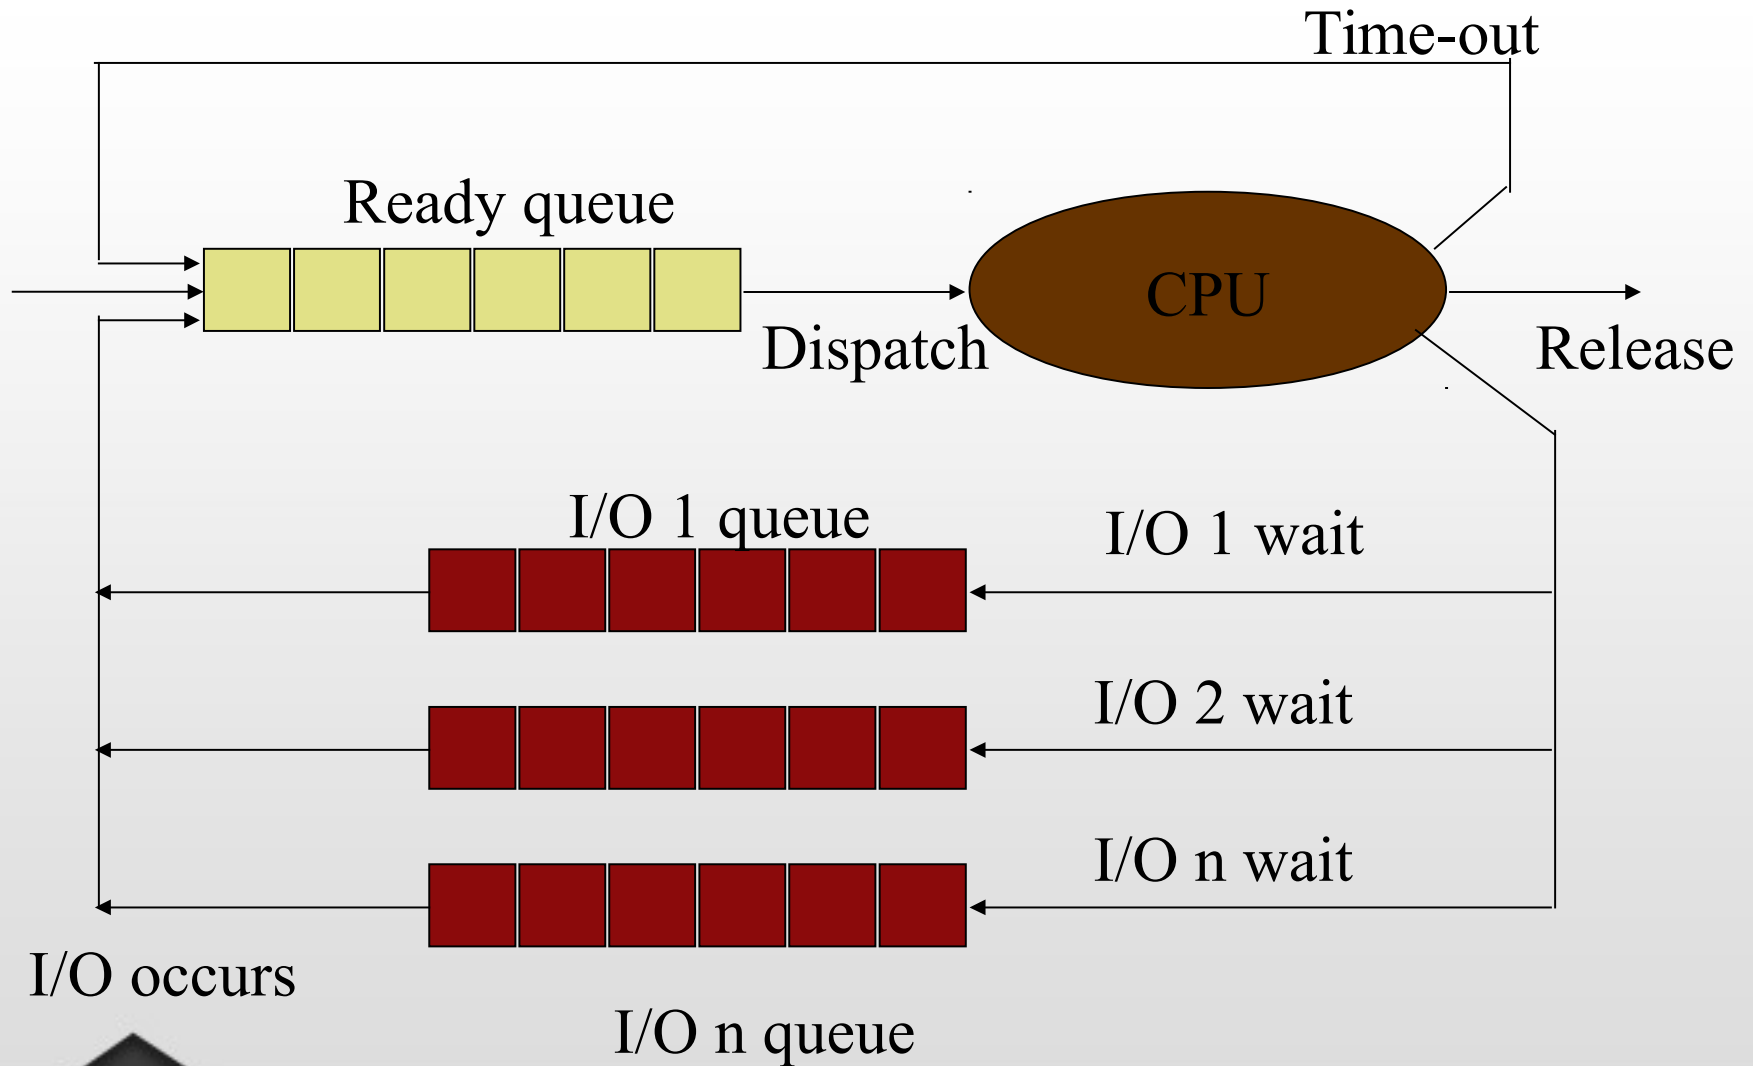 Time-out
Ready queue
CPU
Dispatch
Release
I/O 1 queue
I/O 1 wait
I/O 2 wait
I/O n wait
I/O occurs
I/O n queue